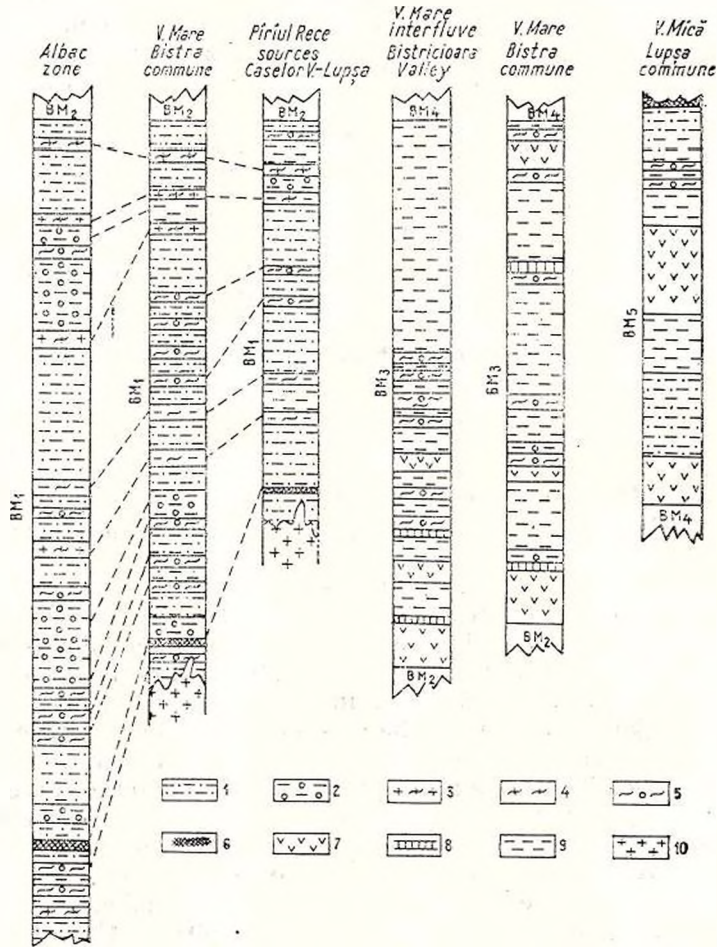 Albac
zone
V. Mare
Bistra
commune
Pîrîul Rece
sources
Caselor V.-Lupşa
V. Mare
interfluve
Bistricioara
Valley
V. Mare
Bistra
commune
V. Mică
Lupşa
commune
BM2
BM2
BM2
BM4
BM4
BM1
BM1
BM1
BM3
BM3
BM5
BM4
BM2
BM2
1
2
3
4
5
6
7
8
9
10